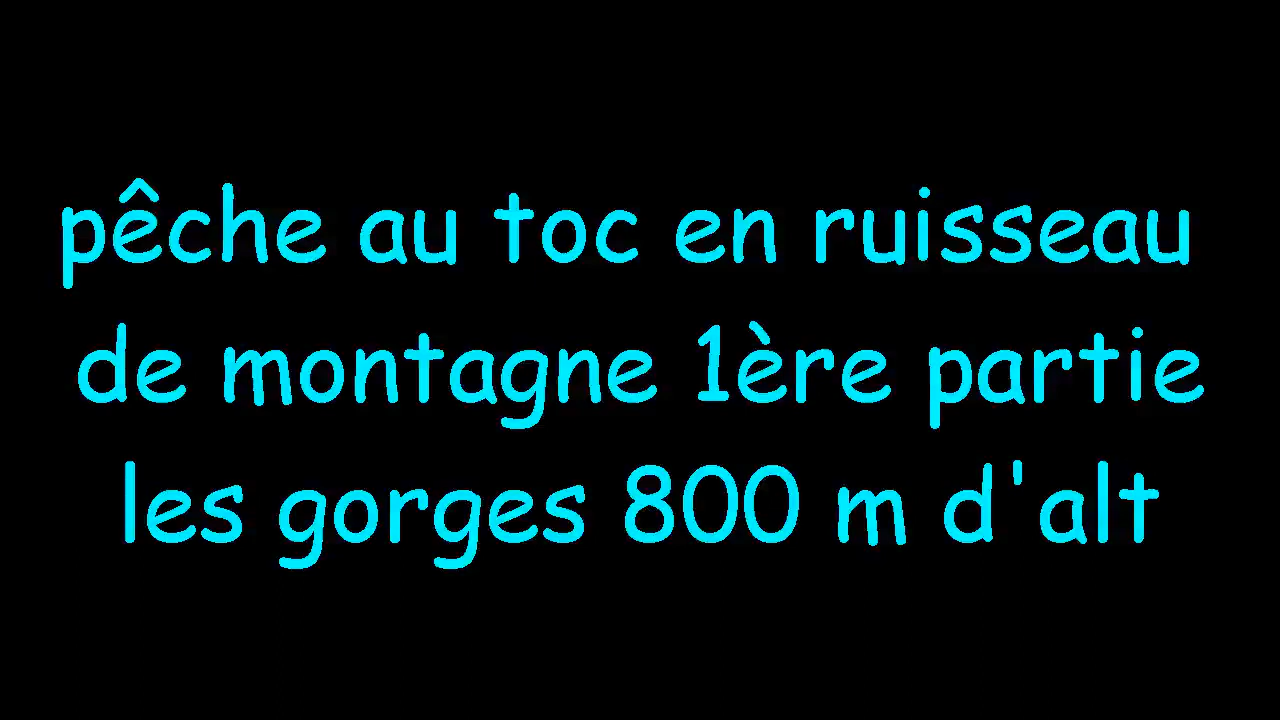 pêche au toc en ruisseau
de montagne 1ère partie
les gorges 800 m d'alt